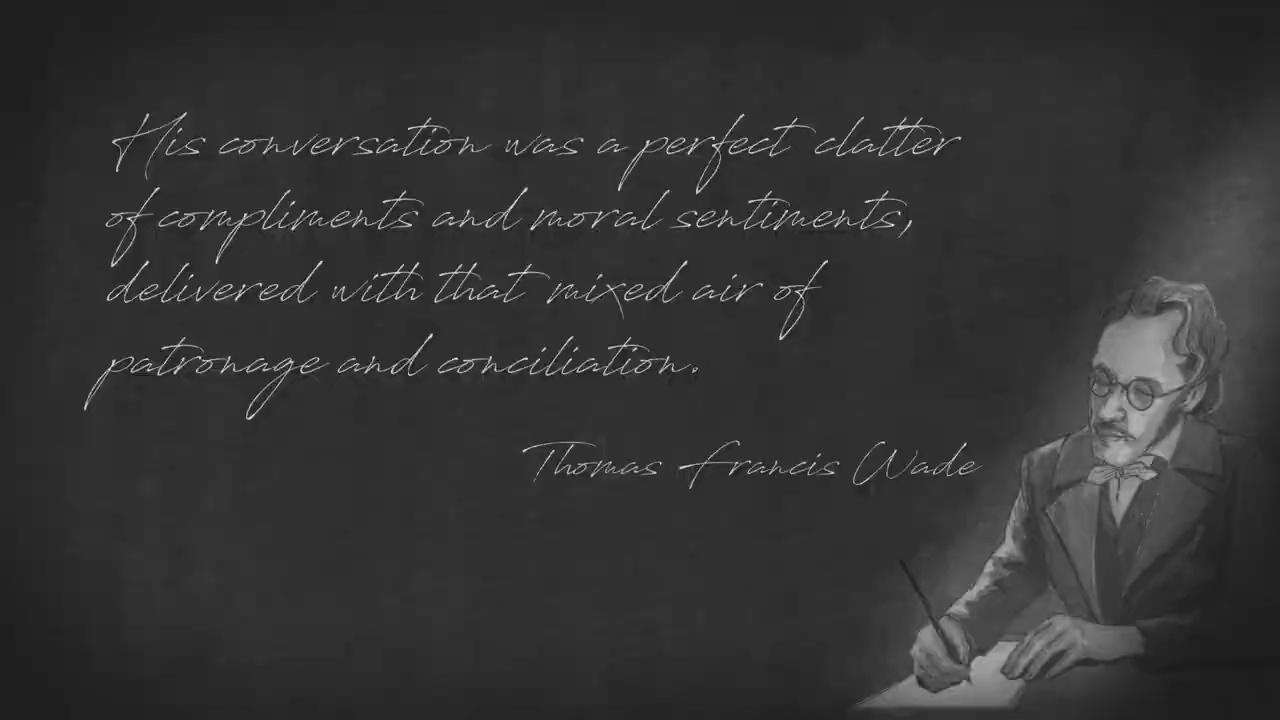 His conversation was a perfect clatter
of compliments and moral sentiments,
delivered with that mixed air of
patronage and conciliation.
Thomas Francis Wade